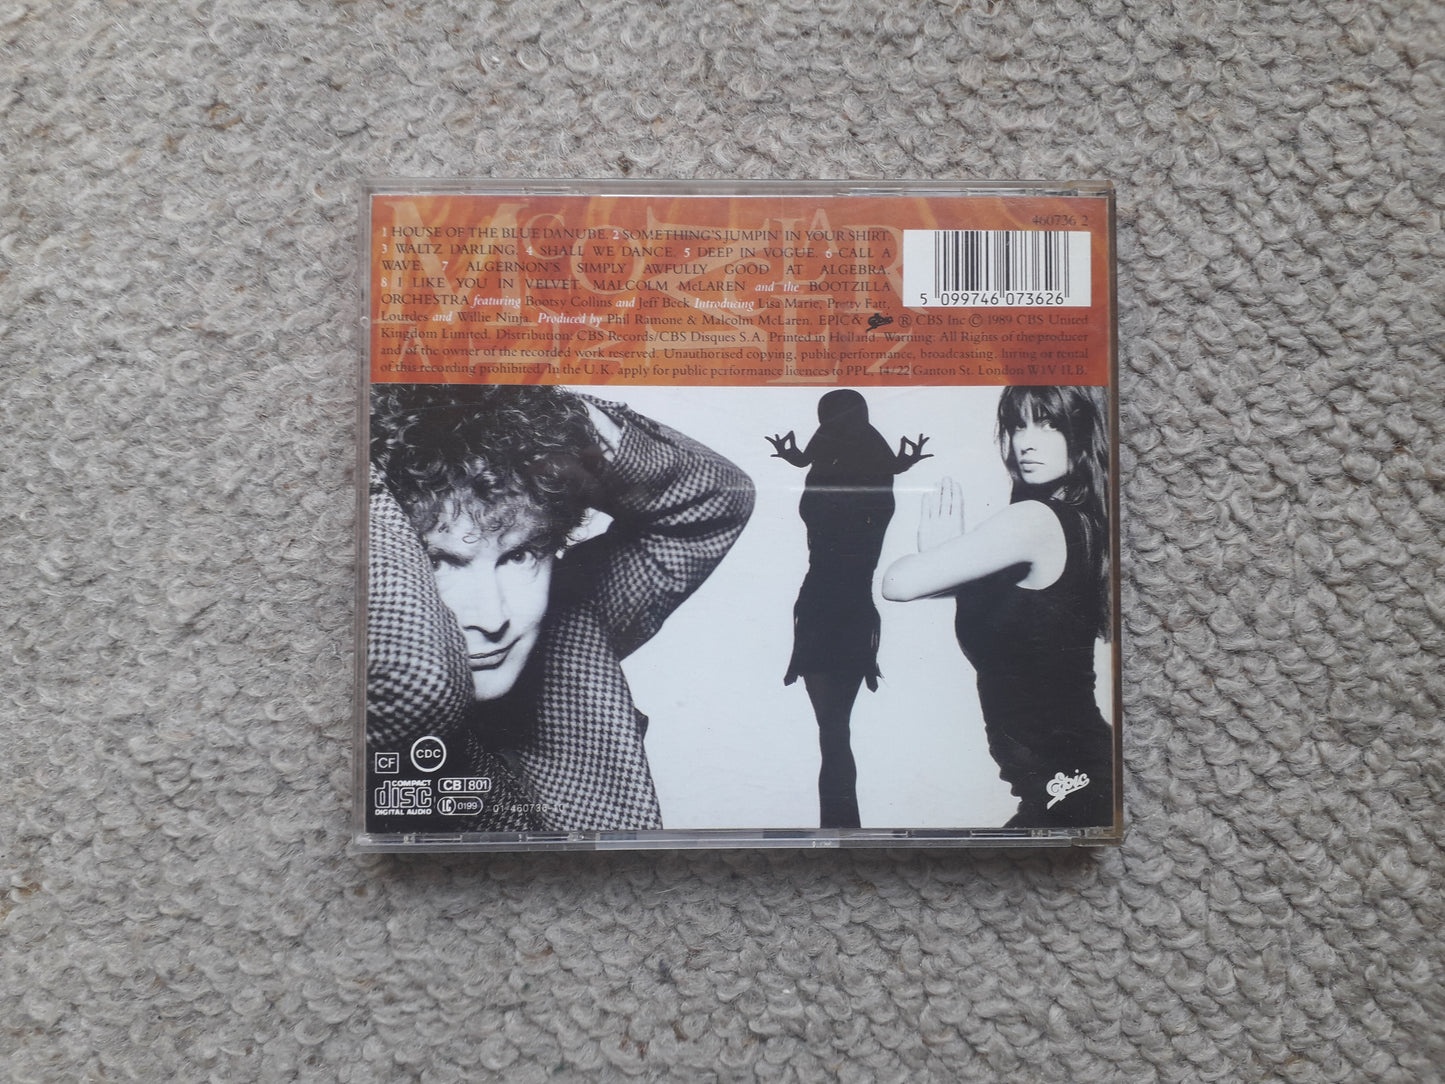 460736 2
1 HOUSE OF THE BLUE DANUBE. 2 SOMETHING'S JUMPIN' IN YOUR SHIRT.
3 WALTZ DARLING. 4 SHALL WE DANCE. 5 DEEP IN VOGUE. 6 CALL A
WAVE. 7 ALGERNON'S SIMPLY AWFULLY GOOD AT ALGEBRA.
8 I LIKE YOU IN VELVET. MALCOLM McLAREN and the BOOTZILLA
ORCHESTRA featuring Bootsy Collins and Jeff Beck Introducing Lisa Marie, Pretty Fatt,
Lourdes and Willie Ninja. Produced by Phil Ramone & Malcolm McLaren. EPIC & Epic ℗ CBS Inc © 1989 CBS United
Kingdom Limited. Distribution: CBS Records/CBS Disques S.A. Printed in Holland. Warning: All Rights of the producer
and of the owner of the recorded work reserved. Unauthorised copying, public performance, broadcasting, hiring or rental
of this recording prohibited. In the U.K. apply for public performance licences to PPL, 14/22 Ganton St. London W1V 1LB.
5 099746 073626
CF CDC
COMPACT
disc
DIGITAL AUDIO
CB 801
LC 0199
01-460736-10
Epic